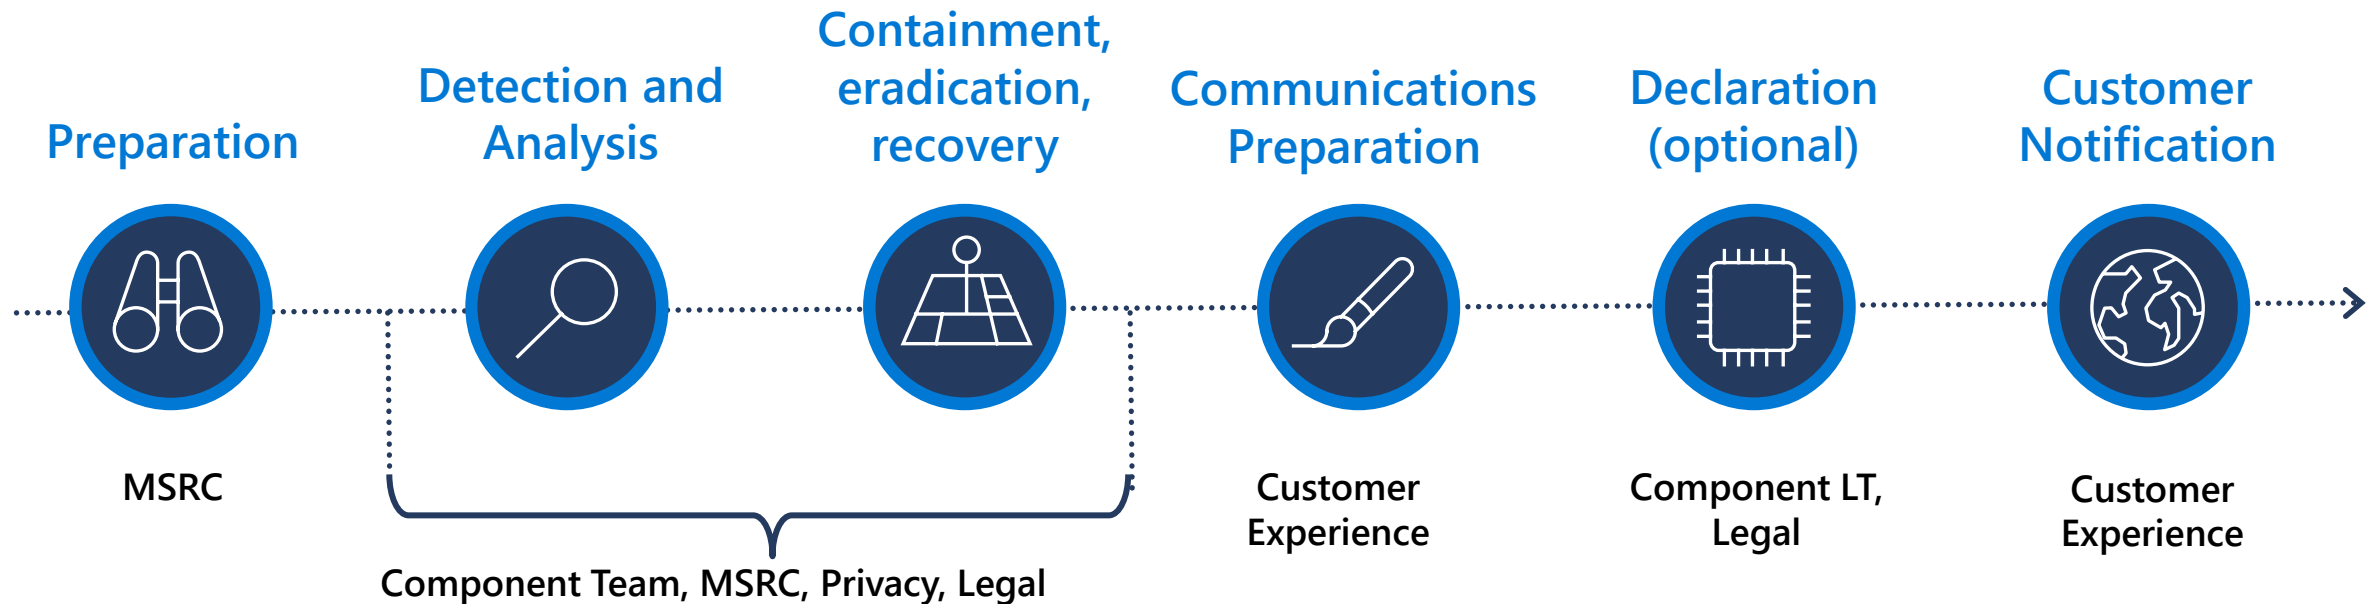 Preparation
Detection and
Analysis
Containment,
eradication,
recovery
Communications
Preparation
Declaration
(optional)
Customer
Notification
MSRC
Component Team, MSRC, Privacy, Legal
Customer
Experience
Component LT,
Legal
Customer
Experience